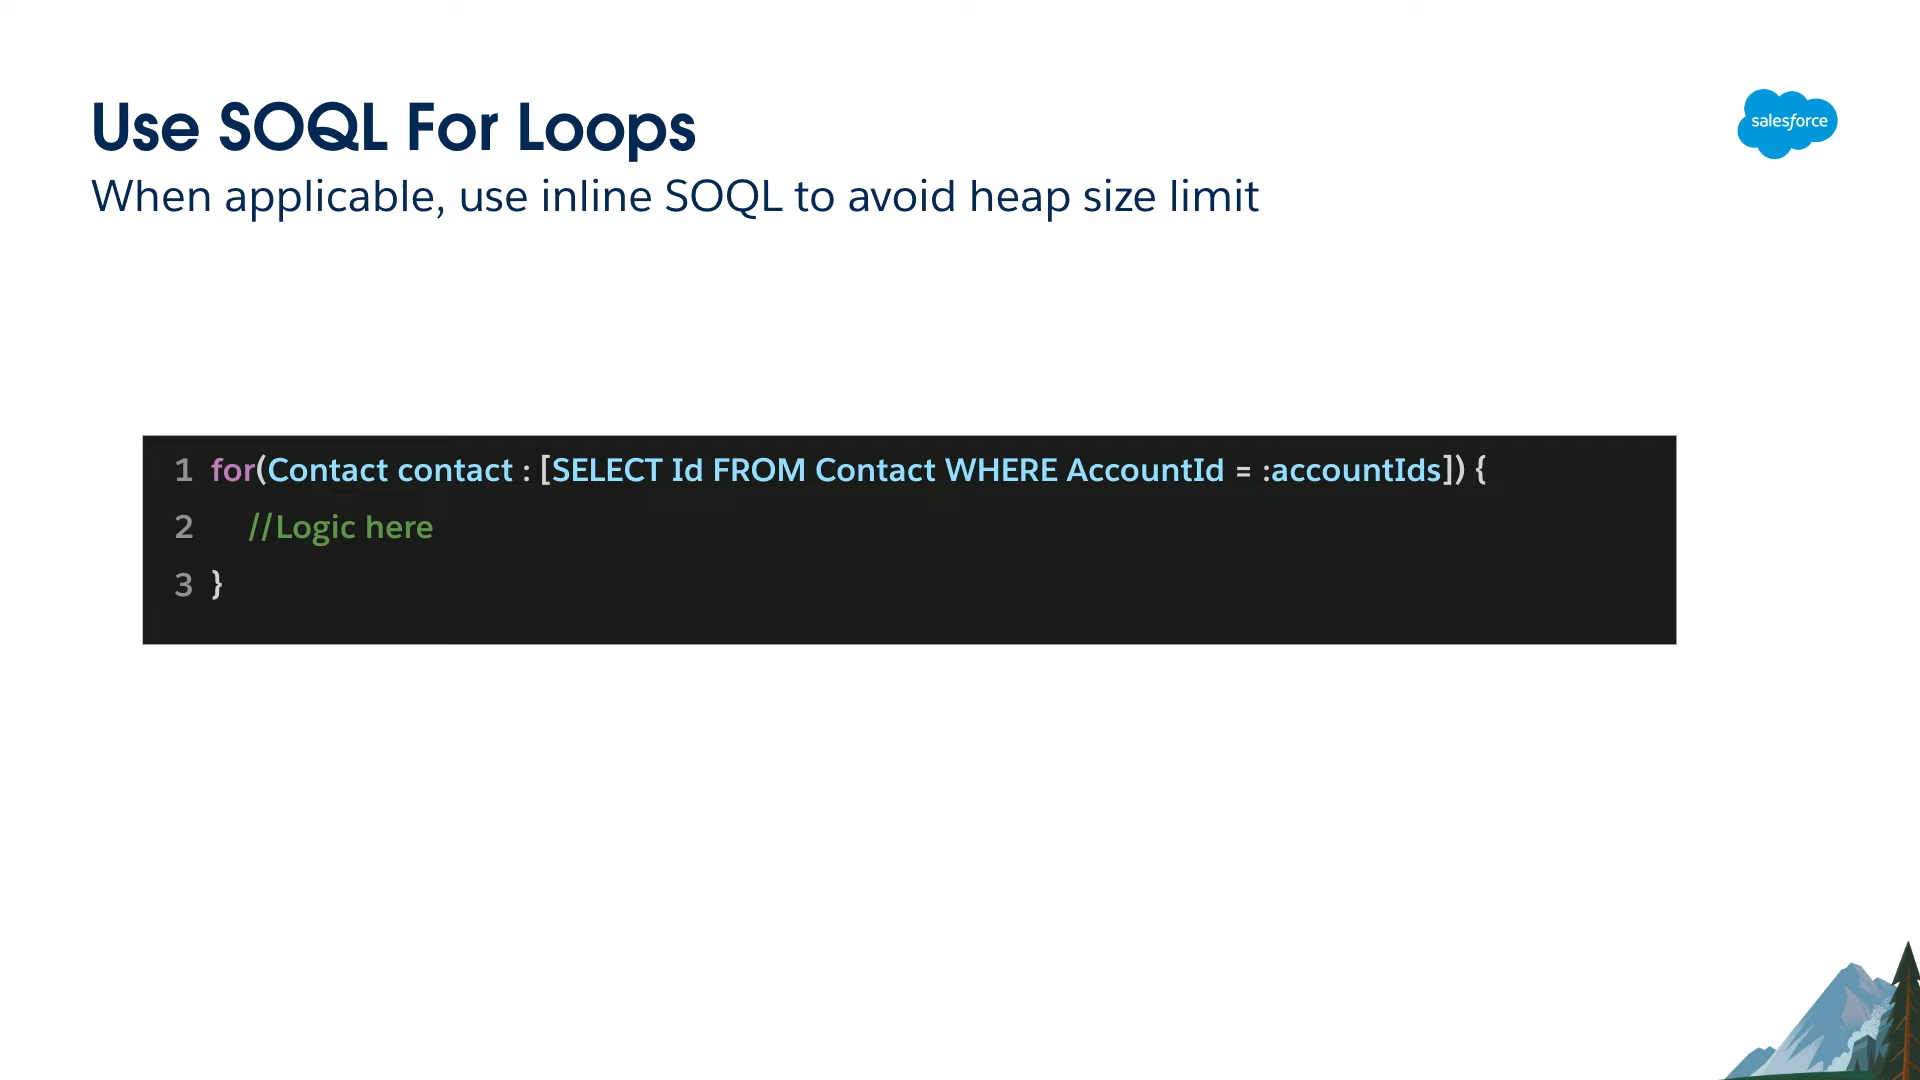 Use SOQL For Loops
salesforce
When applicable, use inline SOQL to avoid heap size limit
1 for(Contact contact : [SELECT Id FROM Contact WHERE AccountId = :accountIds]) {
2 //Logic here
3 }